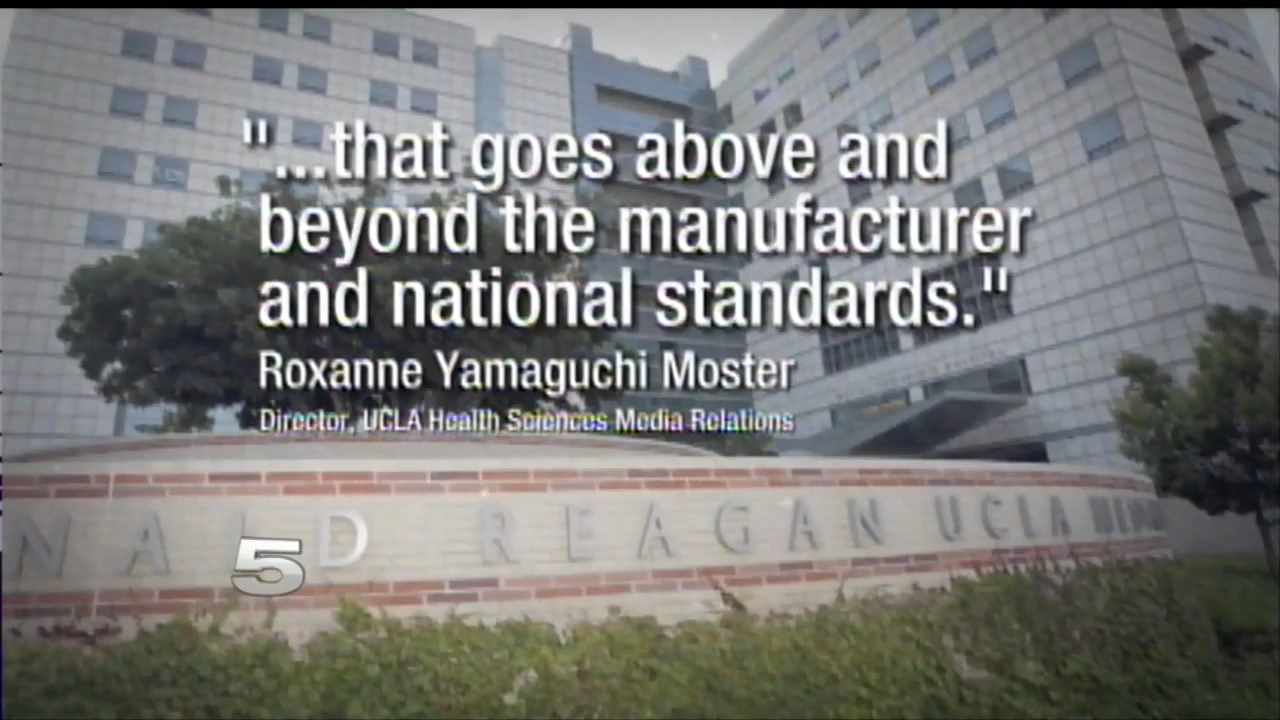 "...that goes above and
beyond the manufacturer
and national standards."
Roxanne Yamaguchi Moster
Director, UCLA Health Sciences Media Relations
NALD REAGAN UCLA
5